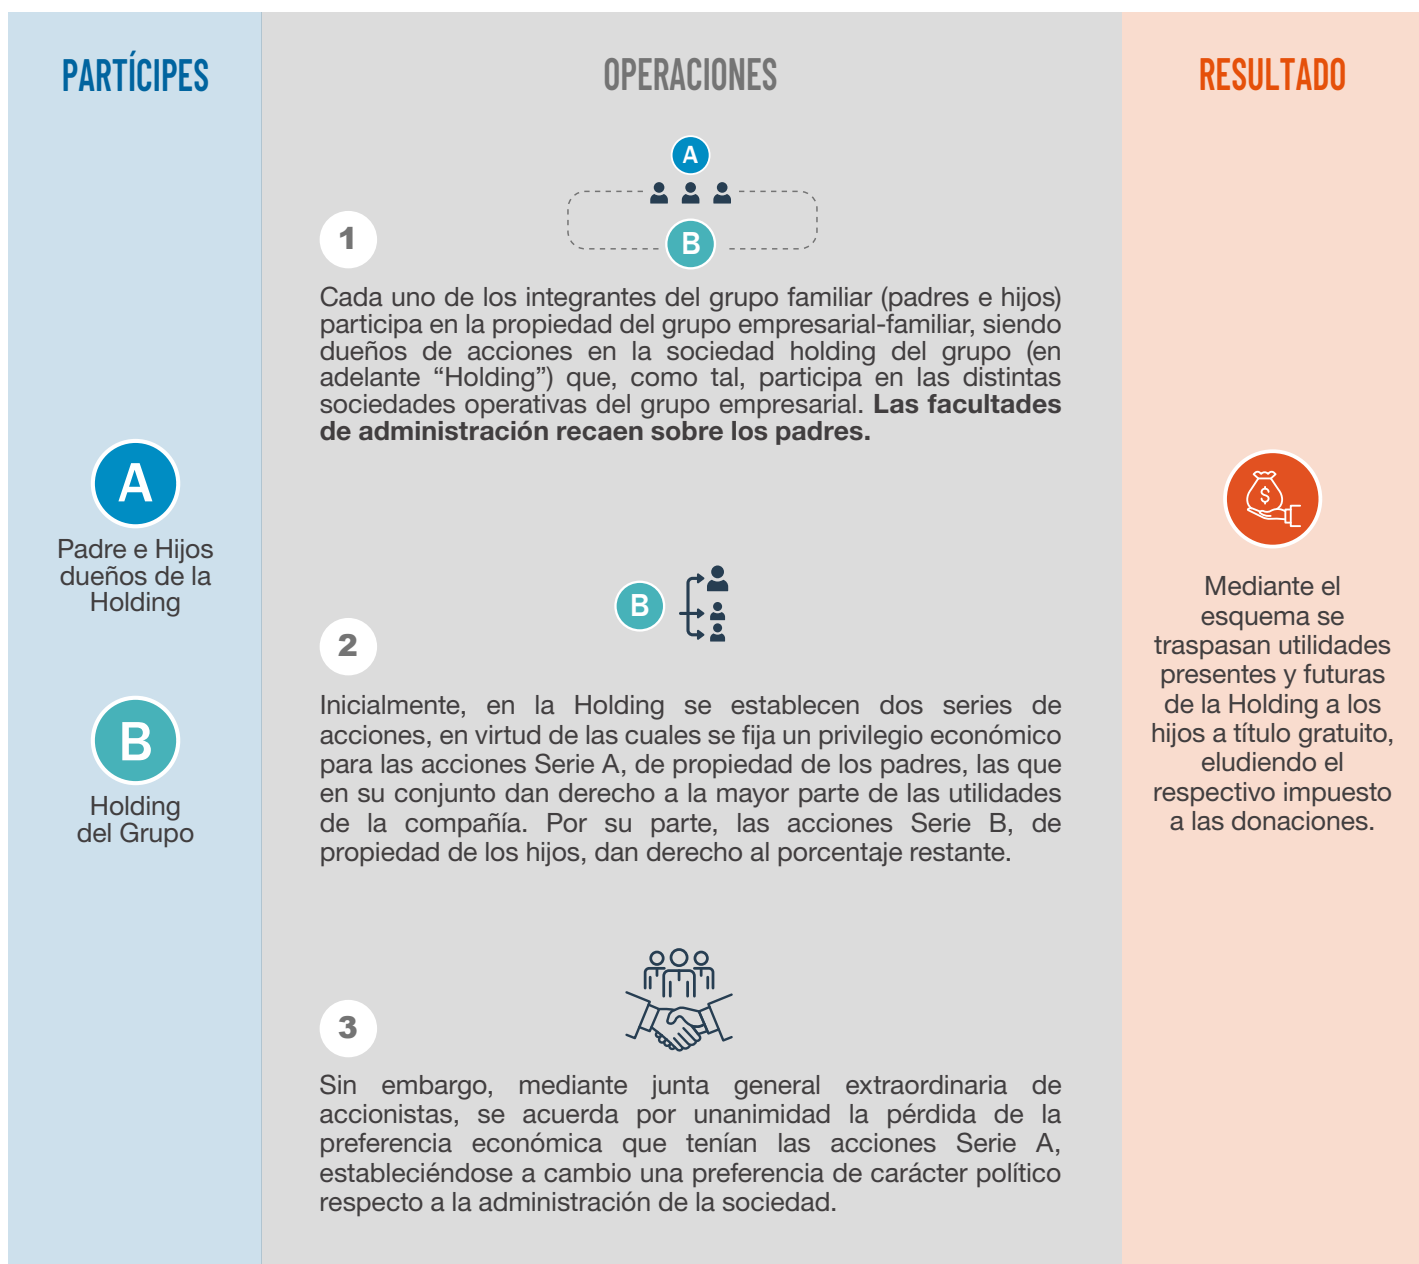 PARTÍCIPES
OPERACIONES
RESULTADO
A
B
1
Cada uno de los integrantes del grupo familiar (padres e hijos)
participa en la propiedad del grupo empresarial-familiar, siendo
dueños de acciones en la sociedad holding del grupo (en
adelante “Holding”) que, como tal, participa en las distintas
sociedades operativas del grupo empresarial. Las facultades
de administración recaen sobre los padres.
A
Padre e Hijos
dueños de la
Holding
B
Holding
del Grupo
B
2
Inicialmente, en la Holding se establecen dos series de
acciones, en virtud de las cuales se fija un privilegio económico
para las acciones Serie A, de propiedad de los padres, las que
en su conjunto dan derecho a la mayor parte de las utilidades
de la compañía. Por su parte, las acciones Serie B, de
propiedad de los hijos, dan derecho al porcentaje restante.
3
Sin embargo, mediante junta general extraordinaria de
accionistas, se acuerda por unanimidad la pérdida de la
preferencia económica que tenían las acciones Serie A,
estableciéndose a cambio una preferencia de carácter político
respecto a la administración de la sociedad.
$
Mediante el
esquema se
traspasan utilidades
presentes y futuras
de la Holding a los
hijos a título gratuito,
eludiendo el
respectivo impuesto
a las donaciones.